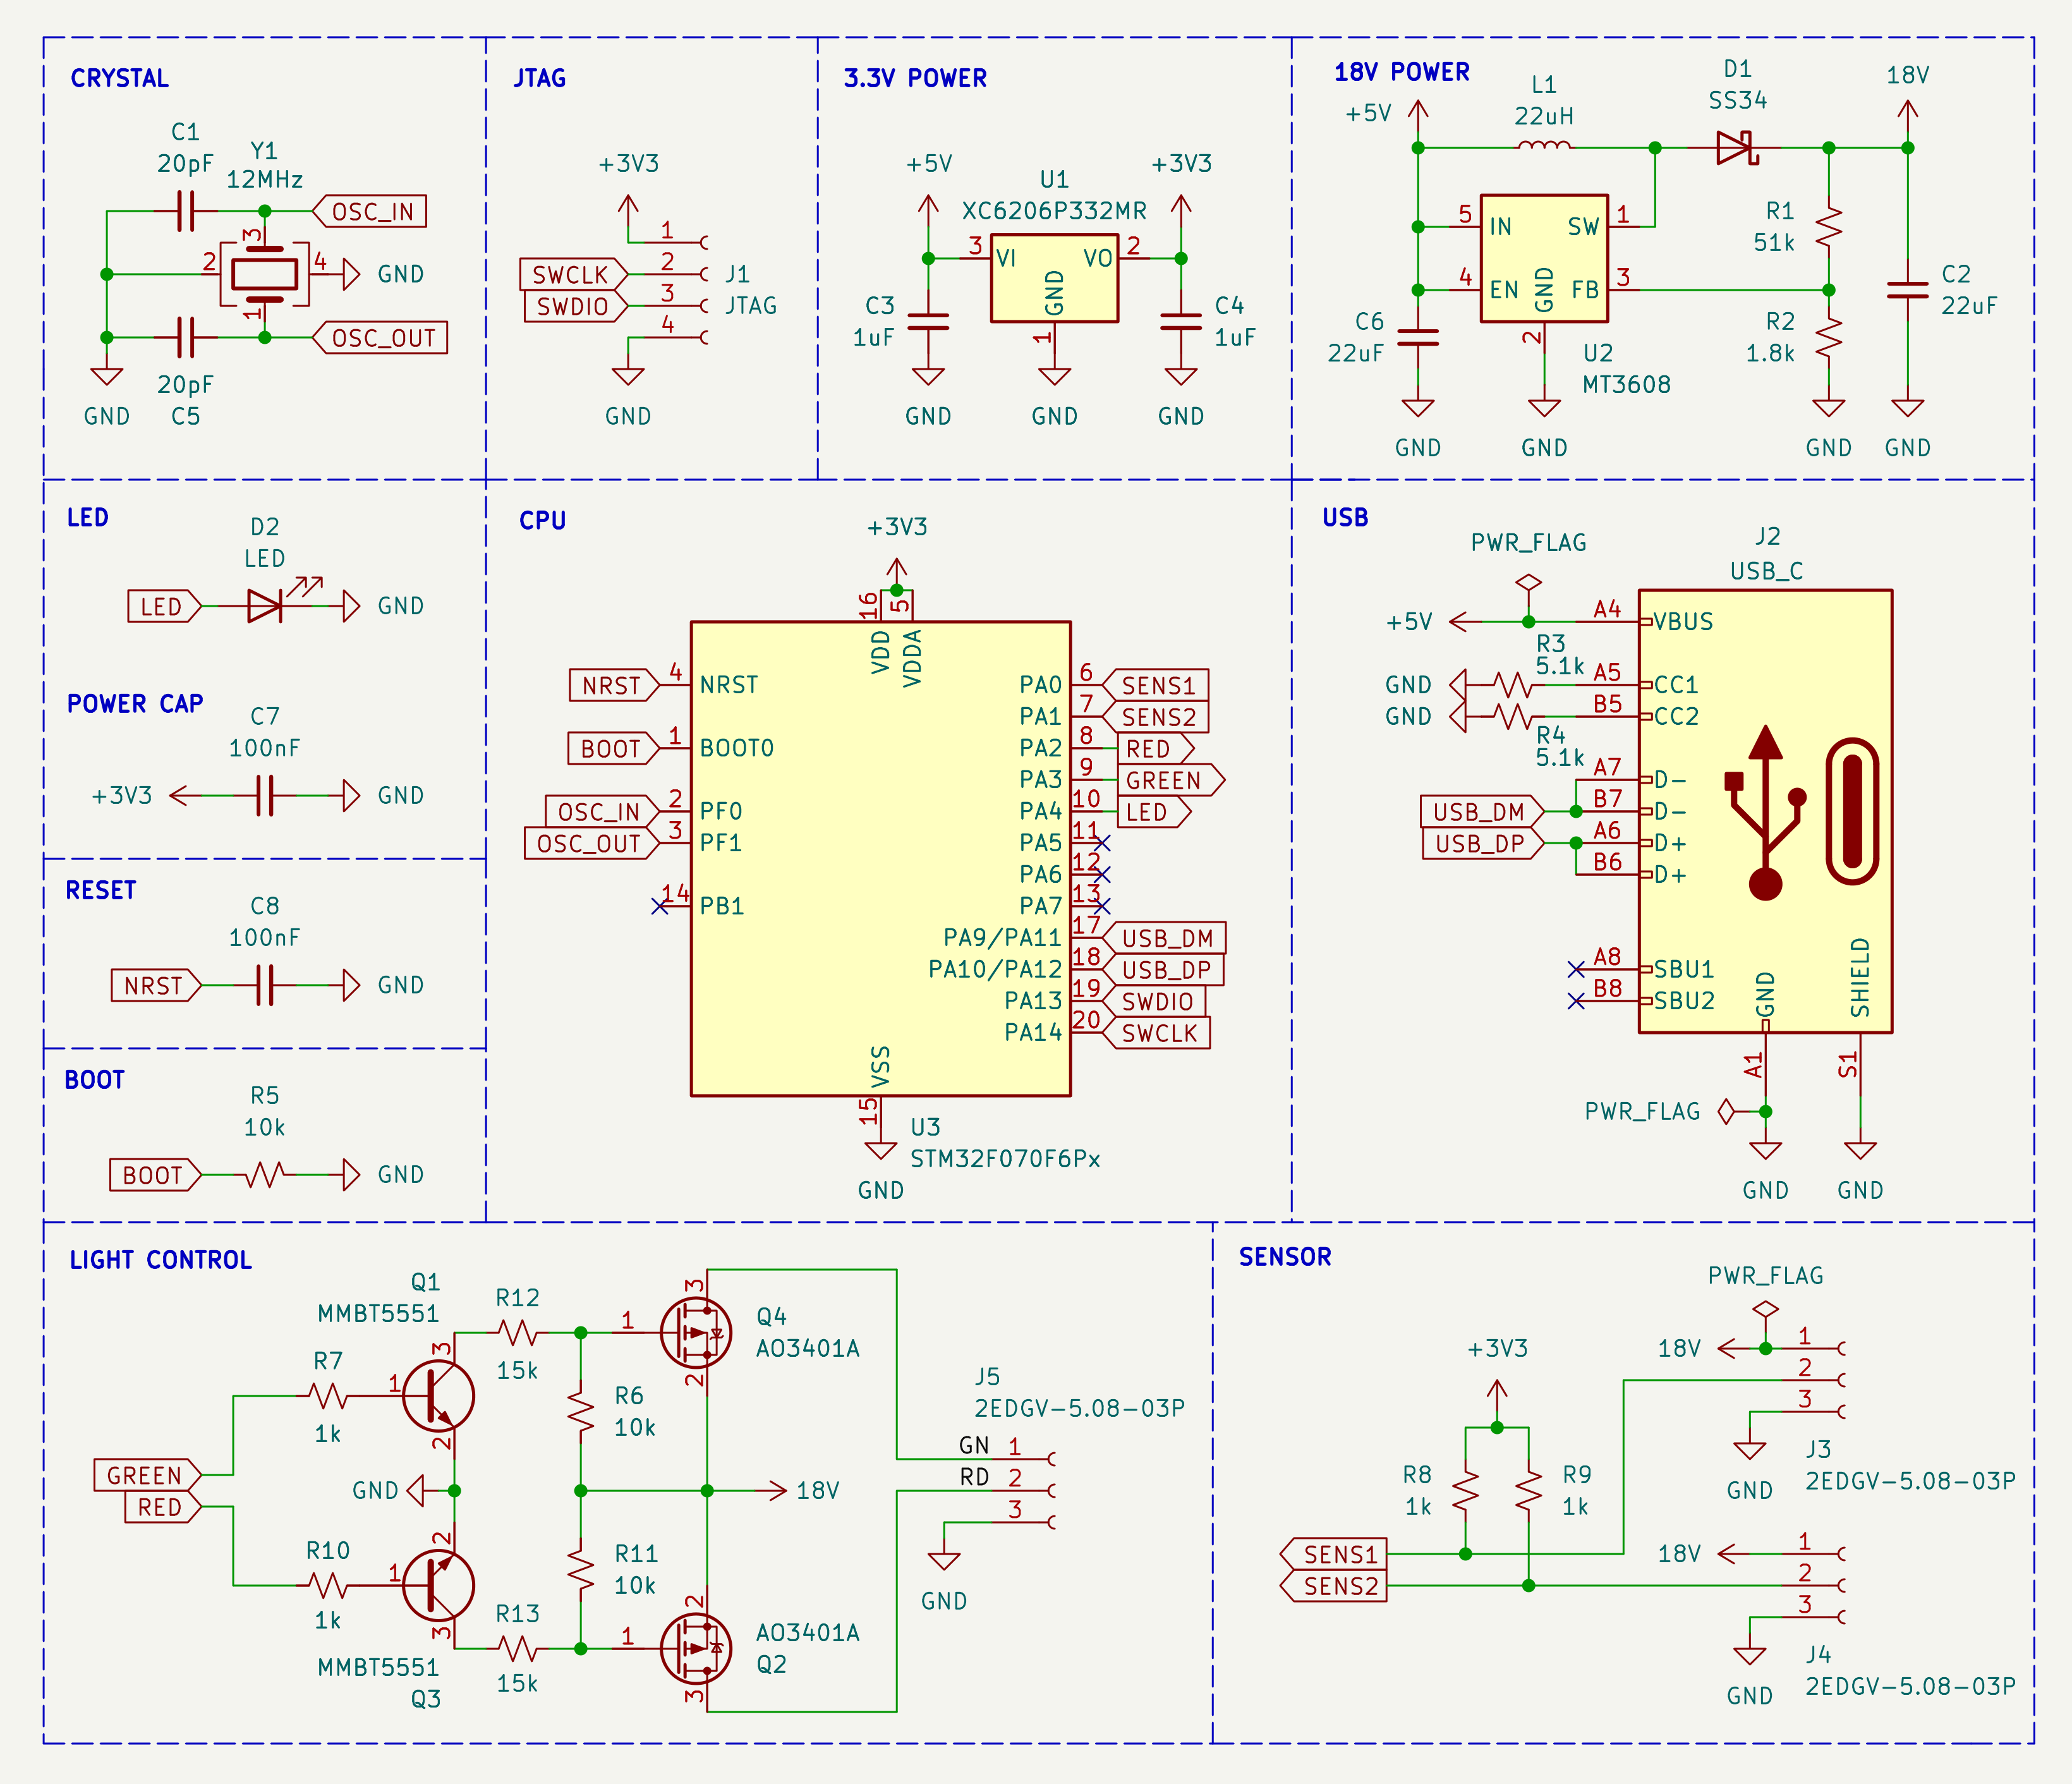 CRYSTAL
C1
20pF
Y1
12MHz
OSC_IN
3
2
4
GND
1
OSC_OUT
20pF
C5
GND
JTAG
+3V3
1
SWCLK
2
J1
SWDIO
3
JTAG
4
GND
3.3V POWER
+5V
+3V3
U1
XC6206P332MR
3
VI
VO
2
GND
1
C3
1uF
C4
1uF
GND
GND
GND
18V POWER
+5V
L1
22uH
D1
SS34
18V
5
IN
SW
1
4
EN
GND
FB
3
2
R1
51k
C2
22uF
C6
22uF
R2
1.8k
U2
MT3608
GND
GND
GND
GND
LED
D2
LED
LED
GND
POWER CAP
C7
100nF
+3V3
GND
RESET
C8
100nF
NRST
GND
BOOT
R5
10k
BOOT
GND
CPU
+3V3
16
5
VDD
VDDA
NRST
4
NRST
BOOT
1
BOOT0
OSC_IN
2
PF0
OSC_OUT
3
PF1
14
PB1
PA0
6
SENS1
PA1
7
SENS2
PA2
8
RED
PA3
9
GREEN
PA4
10
LED
PA5
11
PA6
12
PA7
13
PA9/PA11
17
USB_DM
PA10/PA12
18
USB_DP
PA13
19
SWDIO
PA14
20
SWCLK
VSS
15
U3
STM32F070F6Px
GND
USB
PWR_FLAG
J2
USB_C
+5V
A4
VBUS
R3
5.1k
GND
A5
CC1
GND
B5
CC2
R4
5.1k
A7
D-
USB_DM
B7
D-
USB_DP
A6
D+
B6
D+
A8
SBU1
B8
SBU2
GND
SHIELD
A1
S1
PWR_FLAG
GND
GND
LIGHT CONTROL
Q1
MMBT5551
R12
15k
3
1
2
R7
1k
3
1
2
Q4
AO3401A
R6
10k
GREEN
RED
GND
18V
J5
2EDGV-5.08-03P
GN
1
RD
2
3
GND
R10
1k
2
1
3
R11
10k
R13
15k
2
1
3
AO3401A
Q2
MMBT5551
Q3
SENSOR
PWR_FLAG
+3V3
18V
1
2
3
J3
2EDGV-5.08-03P
GND
R8
1k
R9
1k
SENS1
SENS2
18V
1
2
3
J4
2EDGV-5.08-03P
GND